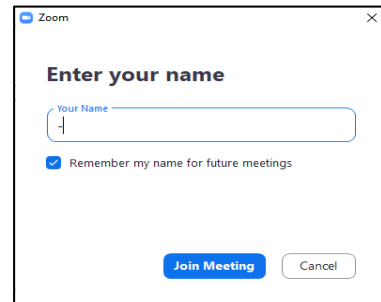 Zoom
Enter your name
Your Name
-
Remember my name for future meetings
Join Meeting
Cancel